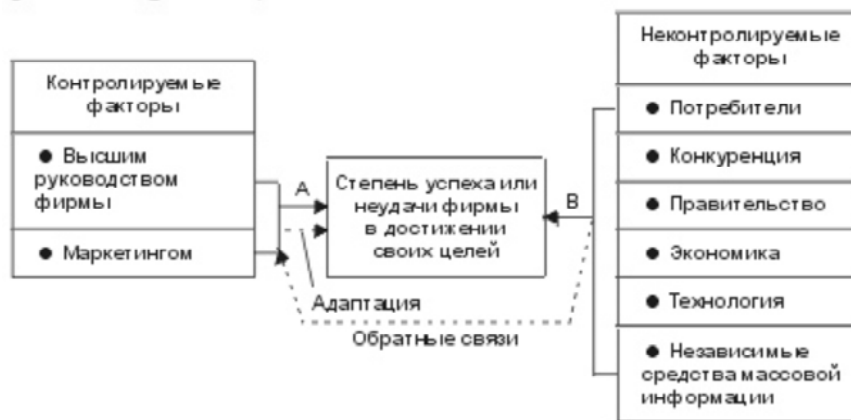 Контролируемые
факторы
● Высшим
руководством
фирмы
● Маркетингом
A
Адаптация
Степень успеха или
неудачи фирмы
в достижении
своих целей
Обратные связи
B
Неконтролируемые
факторы
● Потребители
● Конкуренция
● Правительство
● Экономика
● Технология
● Независимые
средства массовой
информации